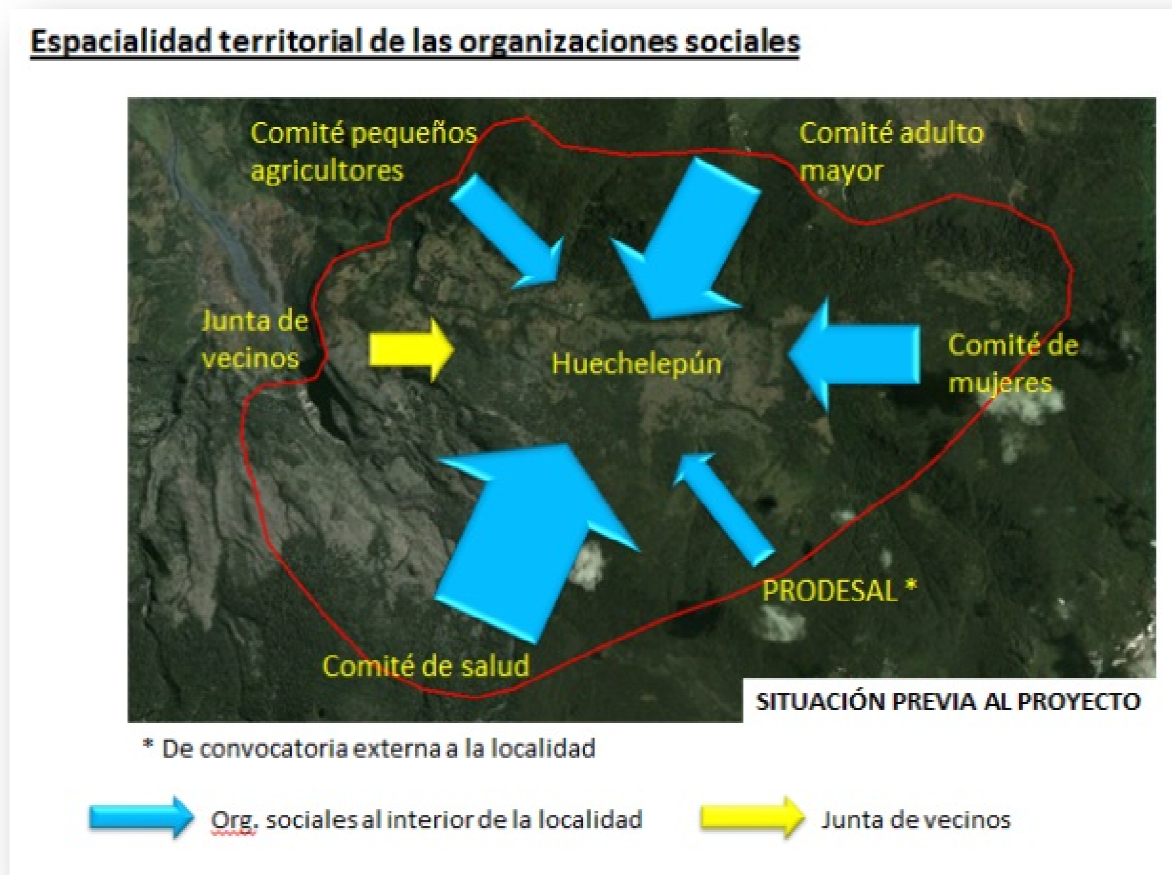 Espacialidad territorial de las organizaciones sociales
Comité pequeños
agricultores
Comité adulto
mayor
Junta de
vecinos
Huechelepún
Comité de
mujeres
PRODESAL *
Comité de salud
SITUACIÓN PREVIA AL PROYECTO
* De convocatoria externa a la localidad
Org. sociales al interior de la localidad
Junta de vecinos